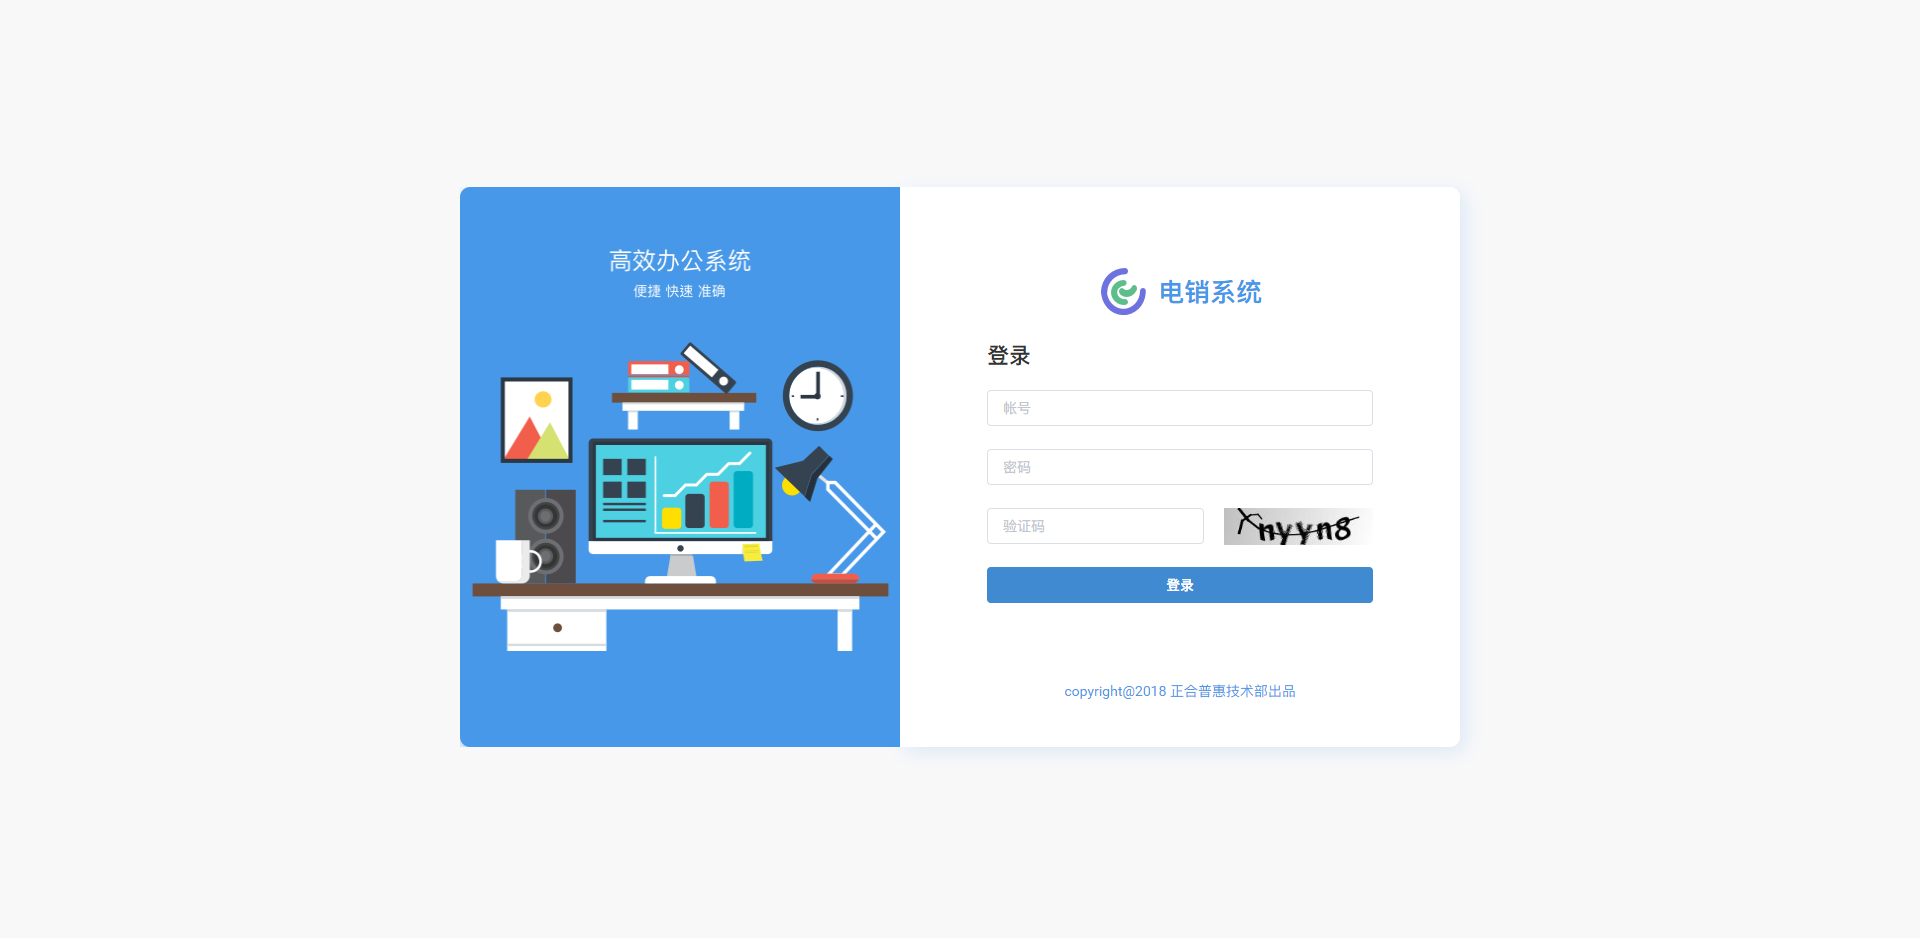 高效办公系统
便捷 快速 准确
电销系统
登录
帐号
密码
验证码
nyyn8
登录
copyright@2018 正合普惠技术部出品